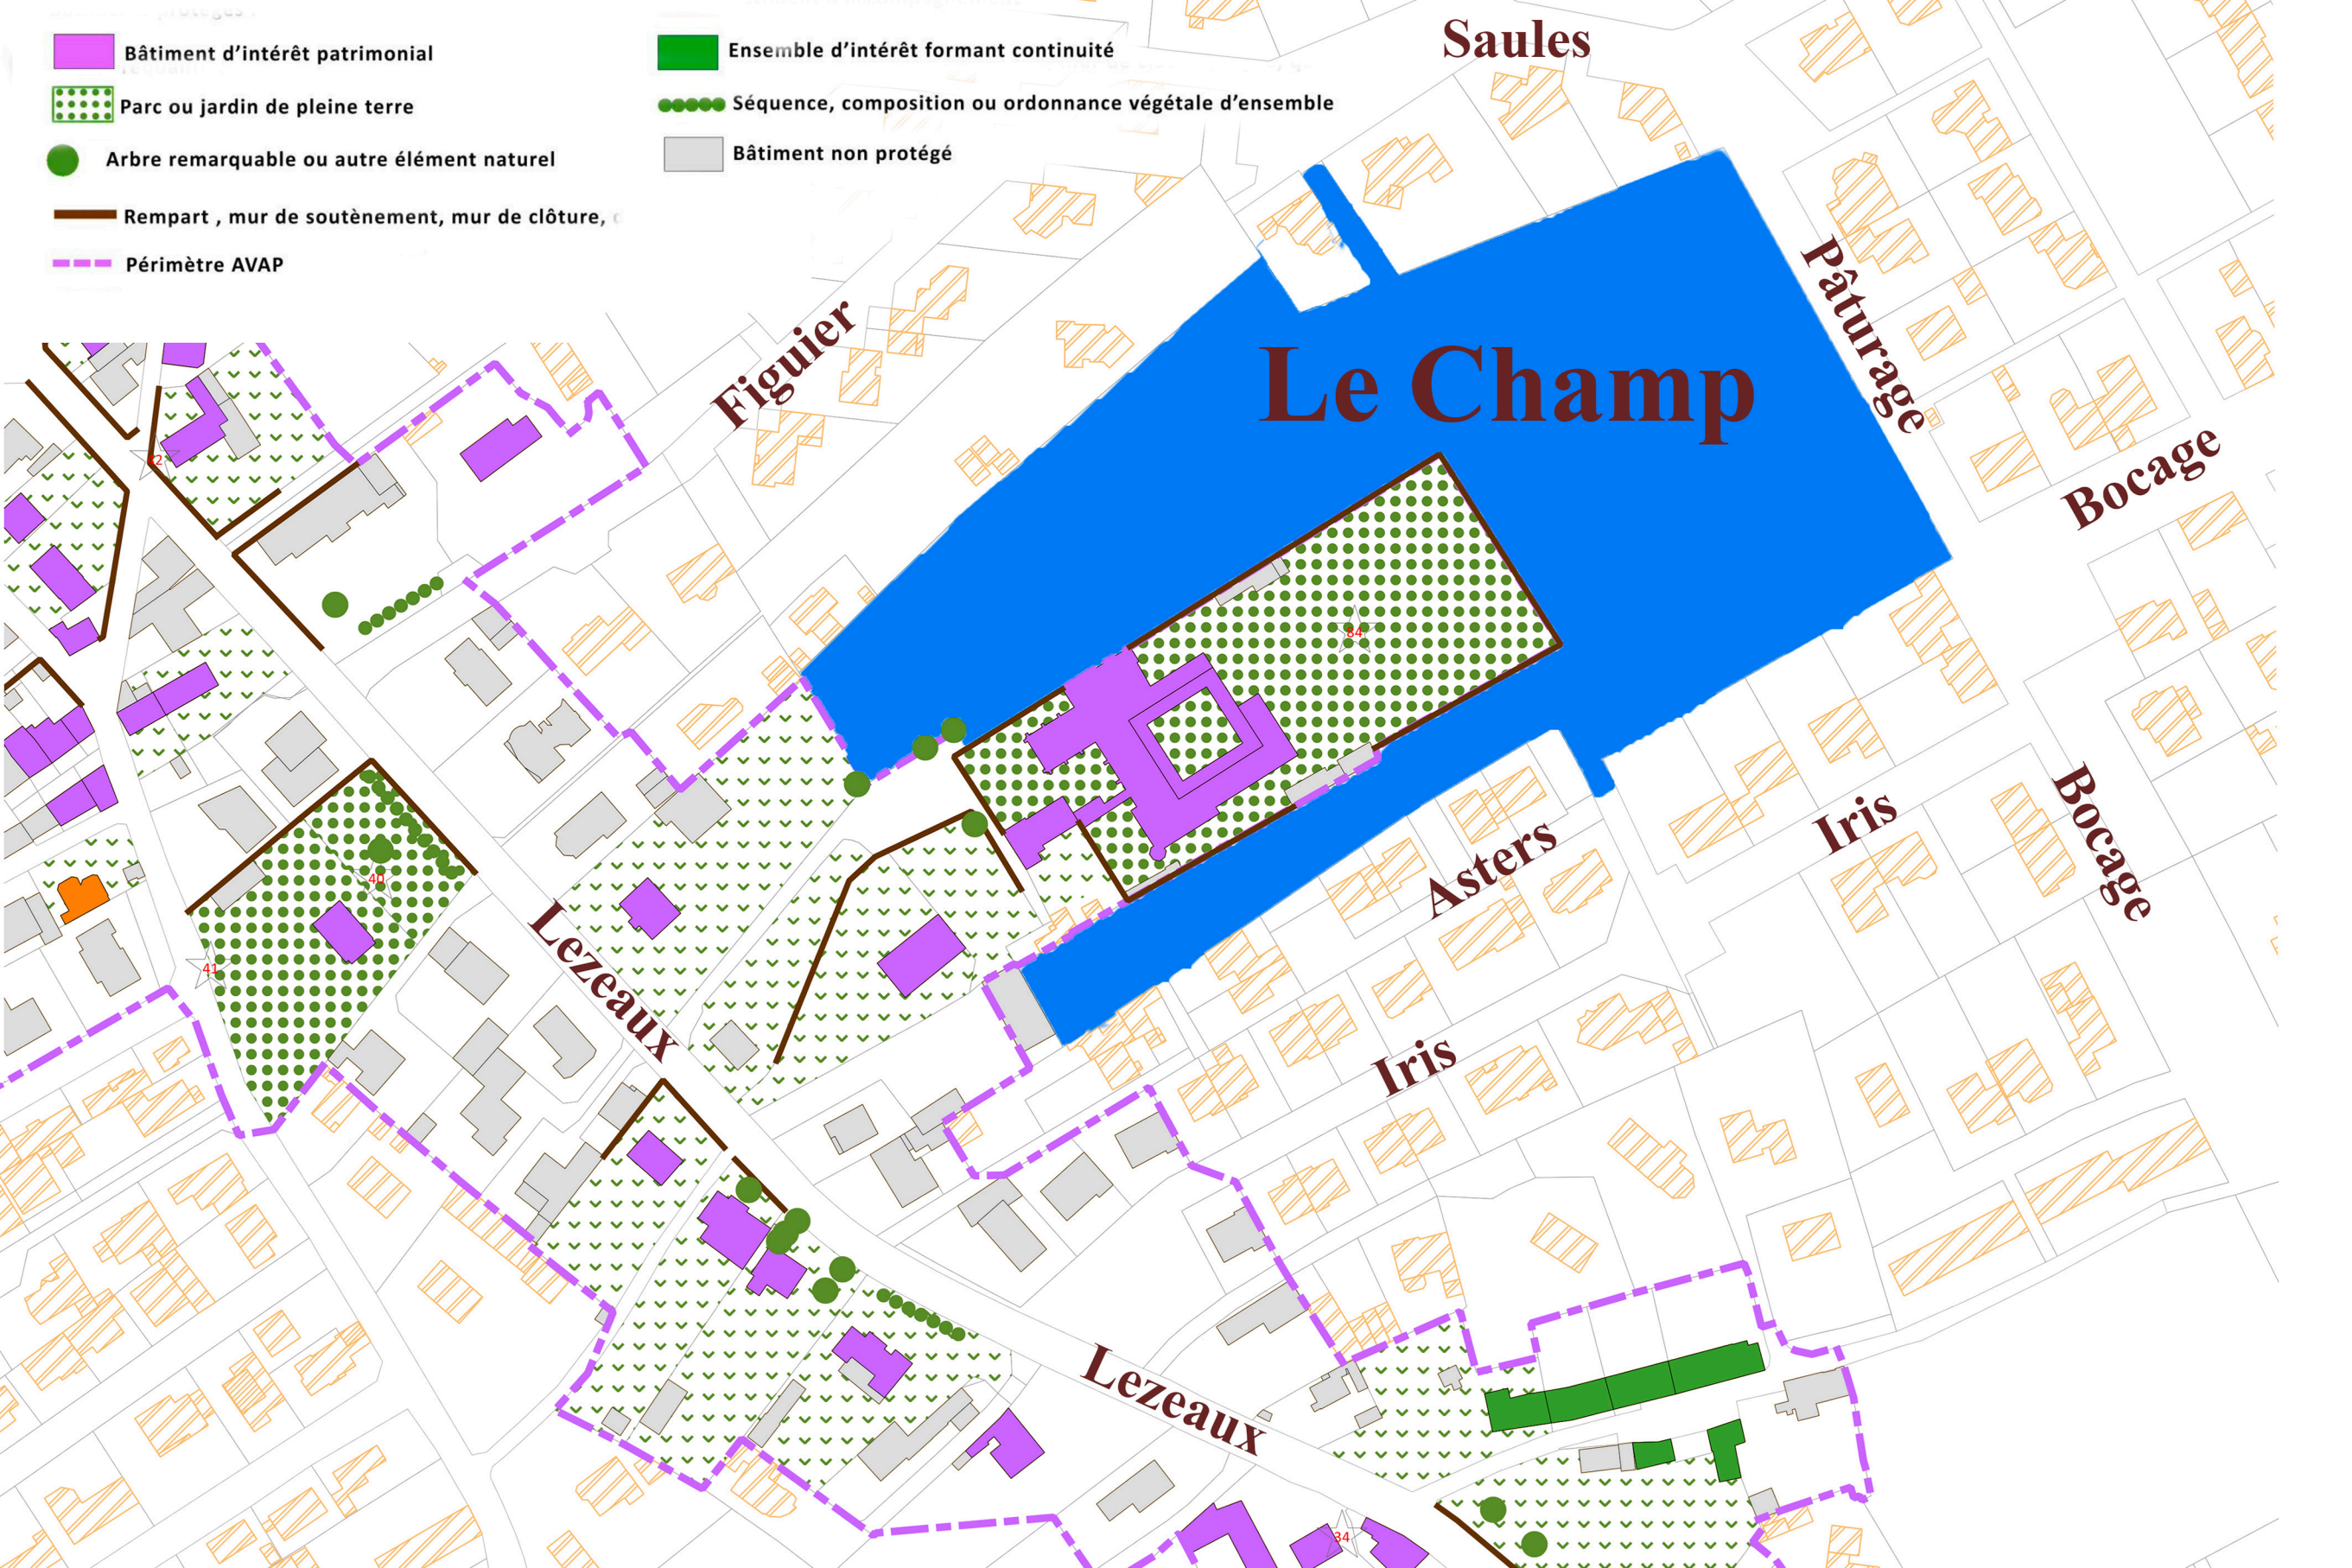 Bâtiment d'intérêt patrimonial
Parc ou jardin de pleine terre
Arbre remarquable ou autre élément naturel
Rempart , mur de soutènement, mur de clôture,
Périmètre AVAP
Ensemble d'intérêt formant continuité
Séquence, composition ou ordonnance végétale d'ensemble
Bâtiment non protégé
Saules
Pâturage
Figuier
Le Champ
Bocage
84
40
41
Lezeaux
Asters
Iris
Bocage
Iris
Lezeaux
34